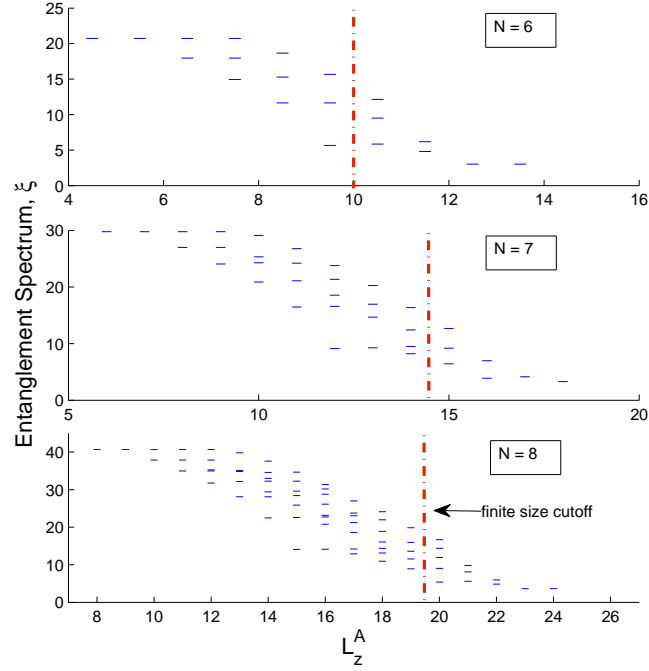 25
20
15
10
5
0
4 6 8 10 12 14 16
N = 6
30
20
10
0
5 10 15 20
N = 7
Entanglement Spectrum, ξ
40
30
20
10
0
8 10 12 14 16 18 20 22 24 26
N = 8
finite size cutoff
L_z^A